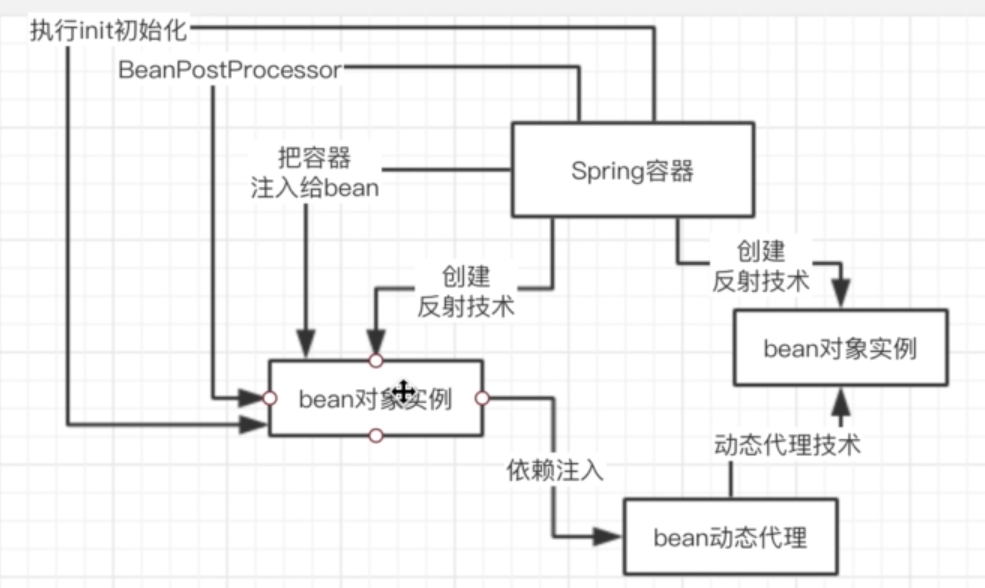 执行init初始化
BeanPostProcessor
把容器
注入给bean
Spring容器
创建
反射技术
创建
反射技术
bean对象实例
bean对象实例
动态代理技术
依赖注入
bean动态代理